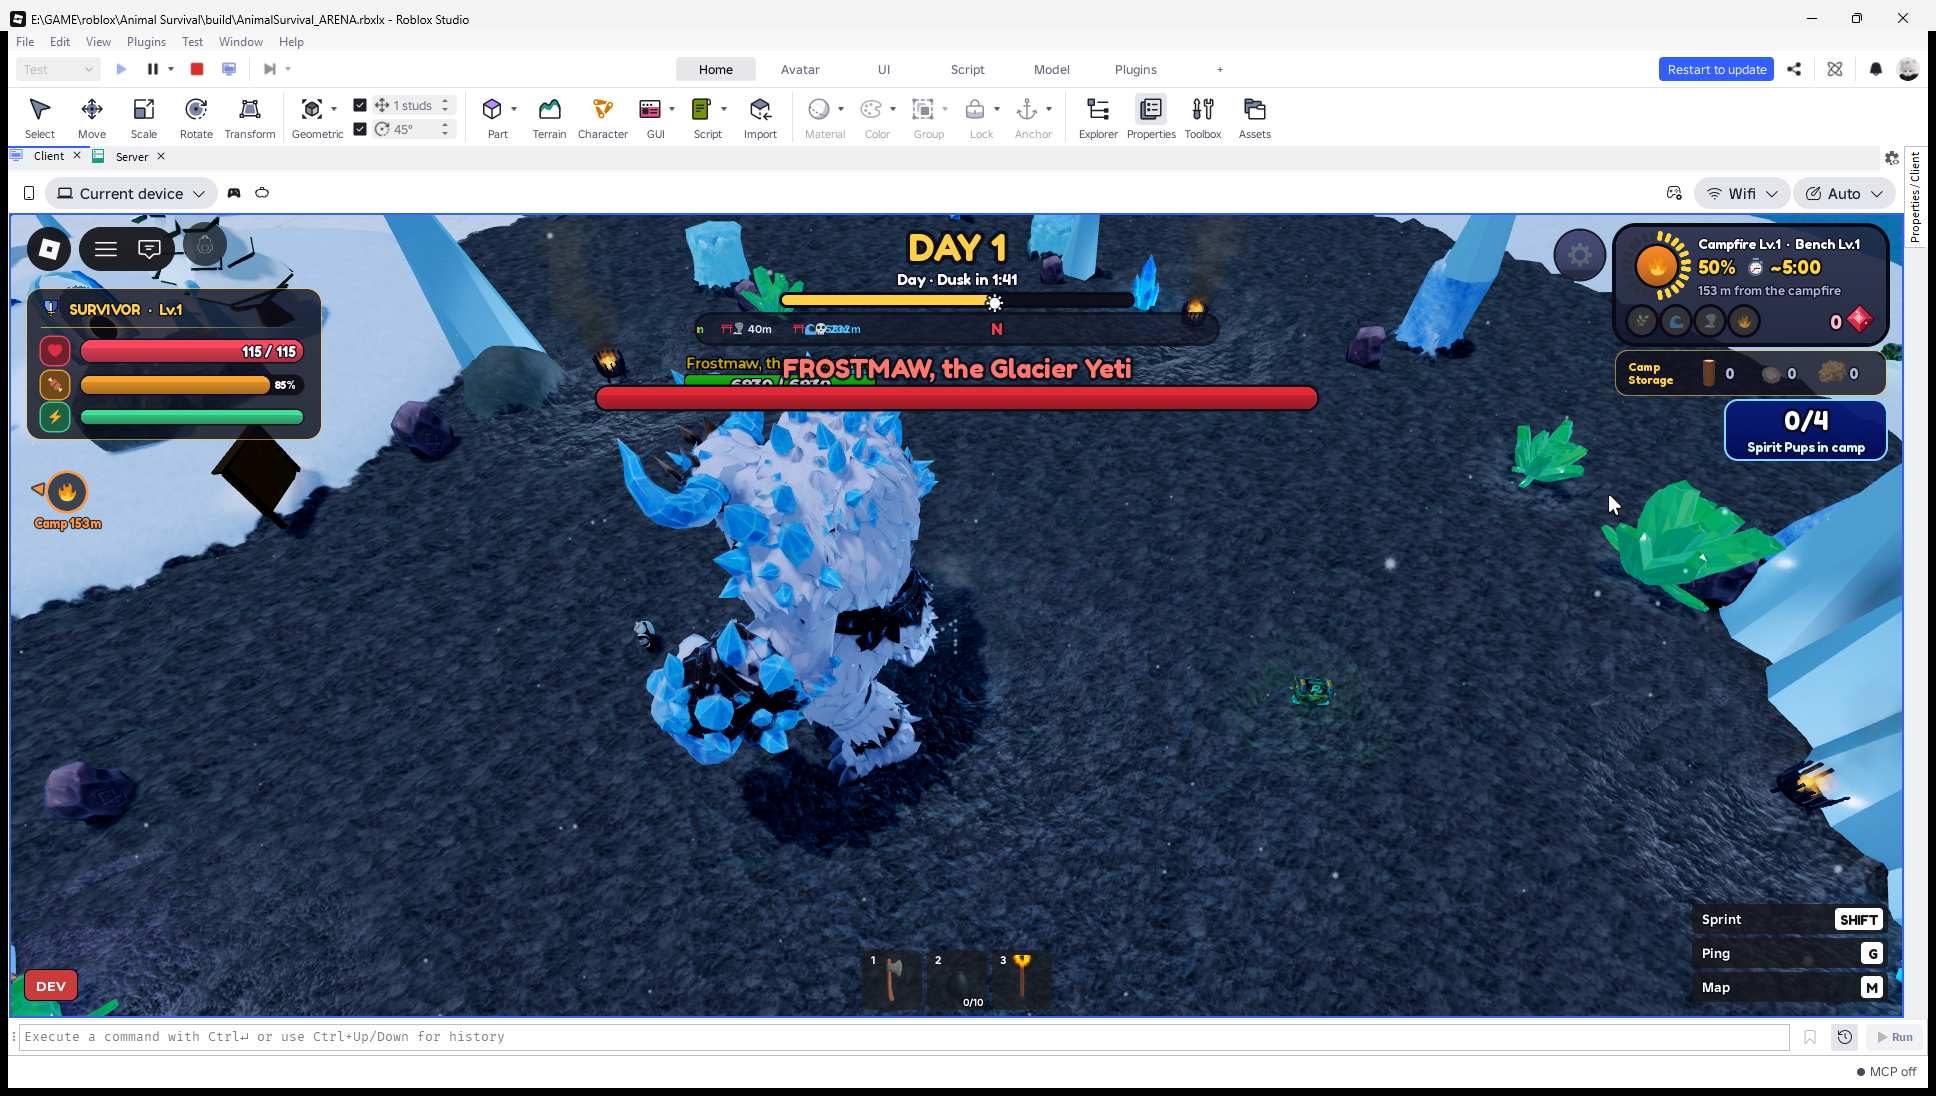 E:\GAME\roblox\Animal Survival\build\AnimalSurvival_ARENA.rbxlx - Roblox Studio
File Edit View Plugins Test Window Help
Test
Home Avatar UI Script Model Plugins +
Restart to update
1 studs
45°
Select Move Scale Rotate Transform Geometric Part Terrain Character GUI Script Import Material Color Group Lock Anchor Explorer Properties Toolbox Assets
Client Server
Properties / Client
Current device
Wifi Auto
DAY 1
Day · Dusk in 1:41
n 40m
N
Frostmaw, th
FROSTMAW, the Glacier Yeti
SURVIVOR · Lv.1
115 / 115
85%
Camp 153m
Campfire Lv.1 · Bench Lv.1
50% ~5:00
153 m from the campfire
0
Camp Storage 0 0 0
0/4
Spirit Pups in camp
Sprint SHIFT
Ping G
Map M
DEV
1 2 3
0/10
Execute a command with Ctrl↵ or use Ctrl+Up/Down for history
Run
MCP off